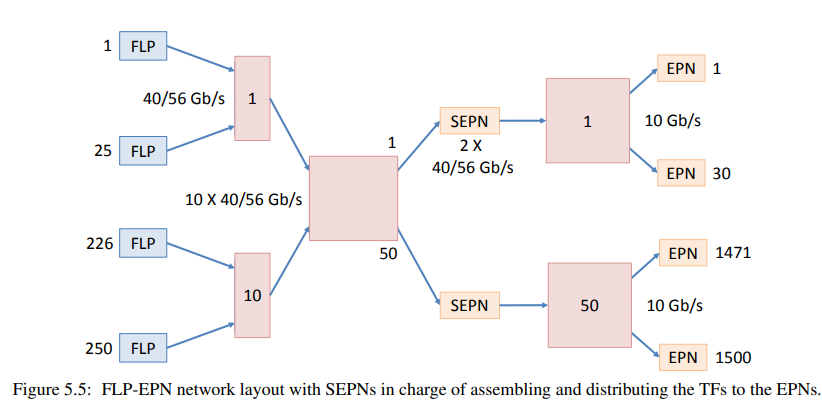 1 FLP
40/56 Gb/s
1
25 FLP
10 X 40/56 Gb/s
226 FLP
10
250 FLP
1
50
SEPN
2 X
40/56 Gb/s
SEPN
1
EPN 1
10 Gb/s
EPN 30
50
EPN 1471
10 Gb/s
EPN 1500
Figure 5.5: FLP-EPN network layout with SEPNs in charge of assembling and distributing the TFs to the EPNs.